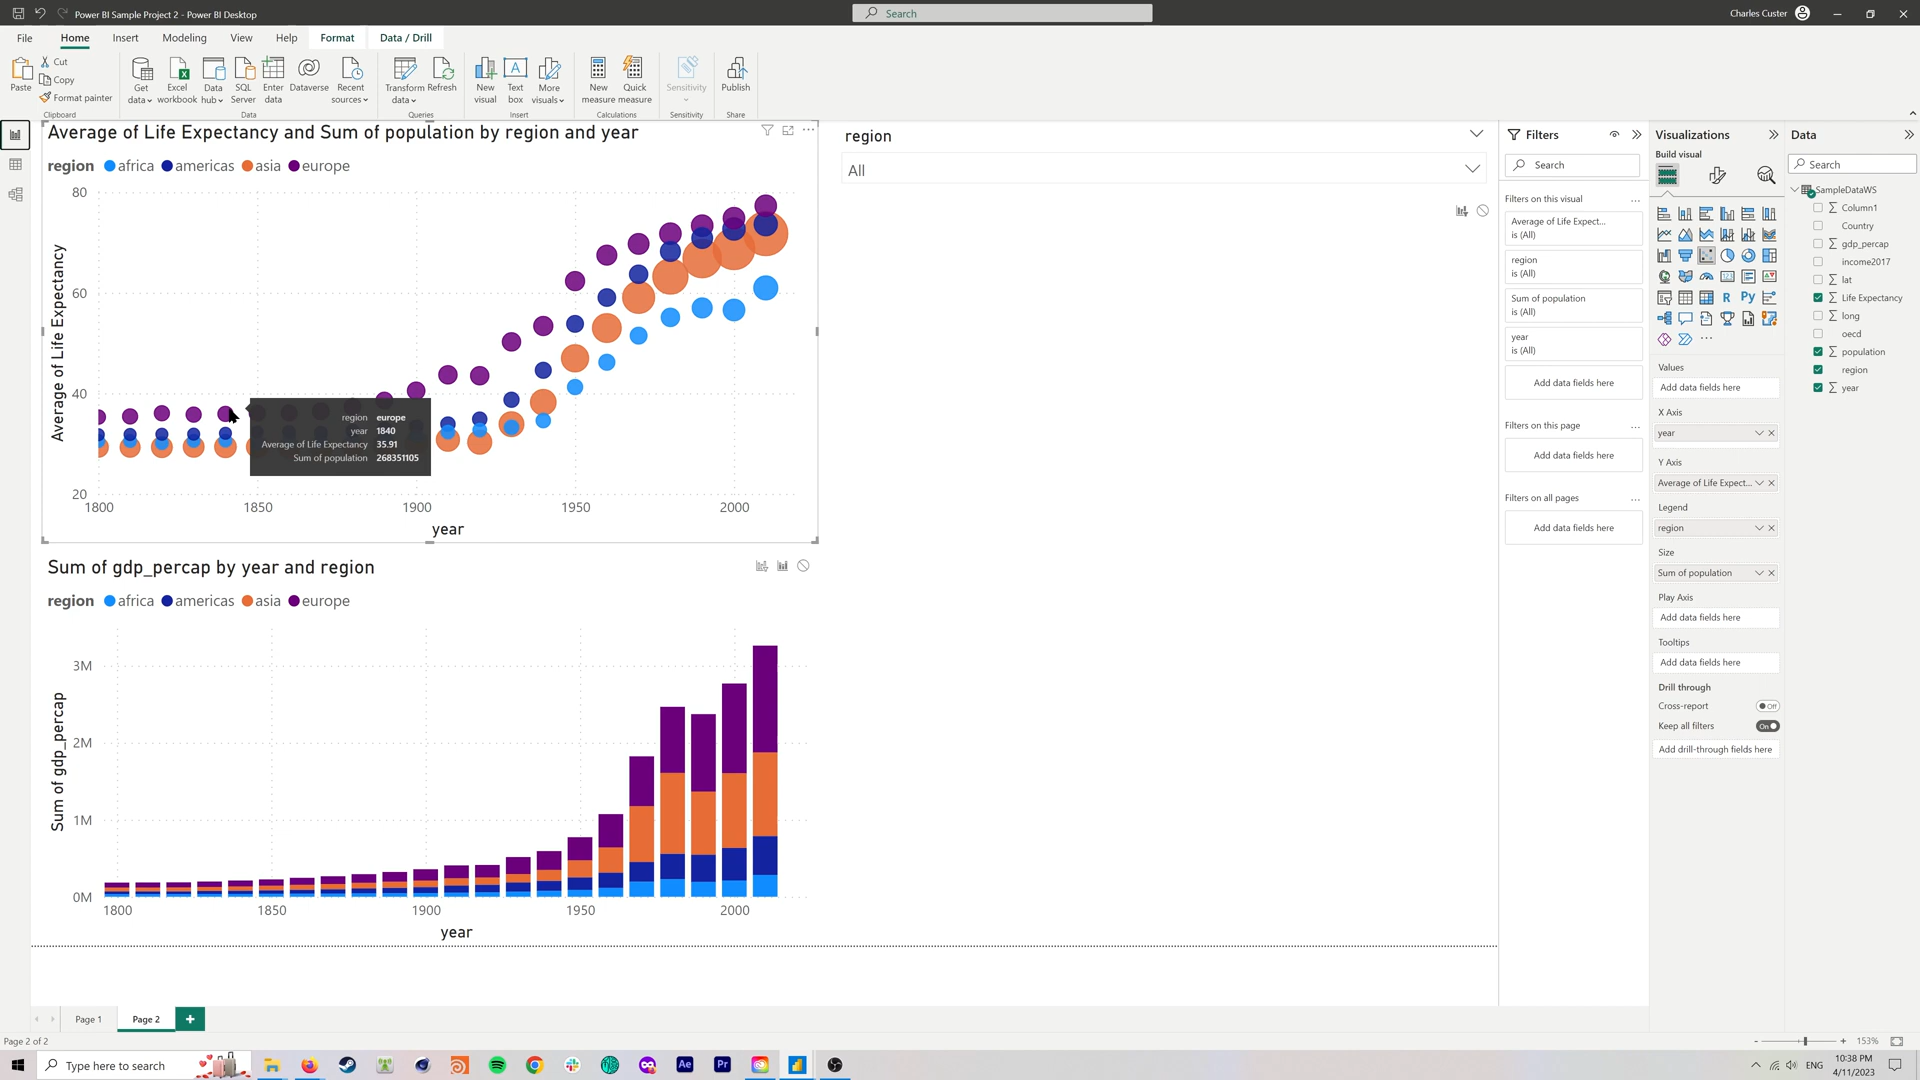 Power BI Sample Project 2 - Power BI Desktop
Search
Charles Custer
File
Home
Insert
Modeling
View
Help
Format
Data / Drill
Paste
Cut
Copy
Format painter
Clipboard
Get data
Excel workbook
Data hub
SQL Server
Enter data
Dataverse
Recent sources
Data
Transform data
Refresh
Queries
New visual
A
Text box
More visuals
Insert
New measure
Quick measure
Calculations
Sensitivity
Sensitivity
Publish
Share
Average of Life Expectancy and Sum of population by region and year
region africa americas asia europe
Average of Life Expectancy
80
60
40
20
region europe
year 1840
Average of Life Expectancy 35.91
Sum of population 268351105
1800 1850 1900 1950 2000
year
region
All
Sum of gdp_percap by year and region
region africa americas asia europe
Sum of gdp_percap
3M
2M
1M
0M
1800 1850 1900 1950 2000
year
Filters
Search
Filters on this visual
Average of Life Expect...
is (All)
region
is (All)
Sum of population
is (All)
year
is (All)
Add data fields here
Filters on this page
Add data fields here
Filters on all pages
Add data fields here
Visualizations
Build visual
R
Py
123
Values
Add data fields here
X Axis
year
Y Axis
Average of Life Expect...
Legend
region
Size
Sum of population
Play Axis
Add data fields here
Tooltips
Add data fields here
Drill through
Cross-report Off
Keep all filters On
Add drill-through fields here
Data
Search
SampleDataWS
Column1
Country
gdp_percap
income2017
lat
Life Expectancy
long
oecd
population
region
year
Page 1
Page 2
Page 2 of 2
153%
Type here to search
Ae
Pr
ENG
10:38 PM
4/11/2023